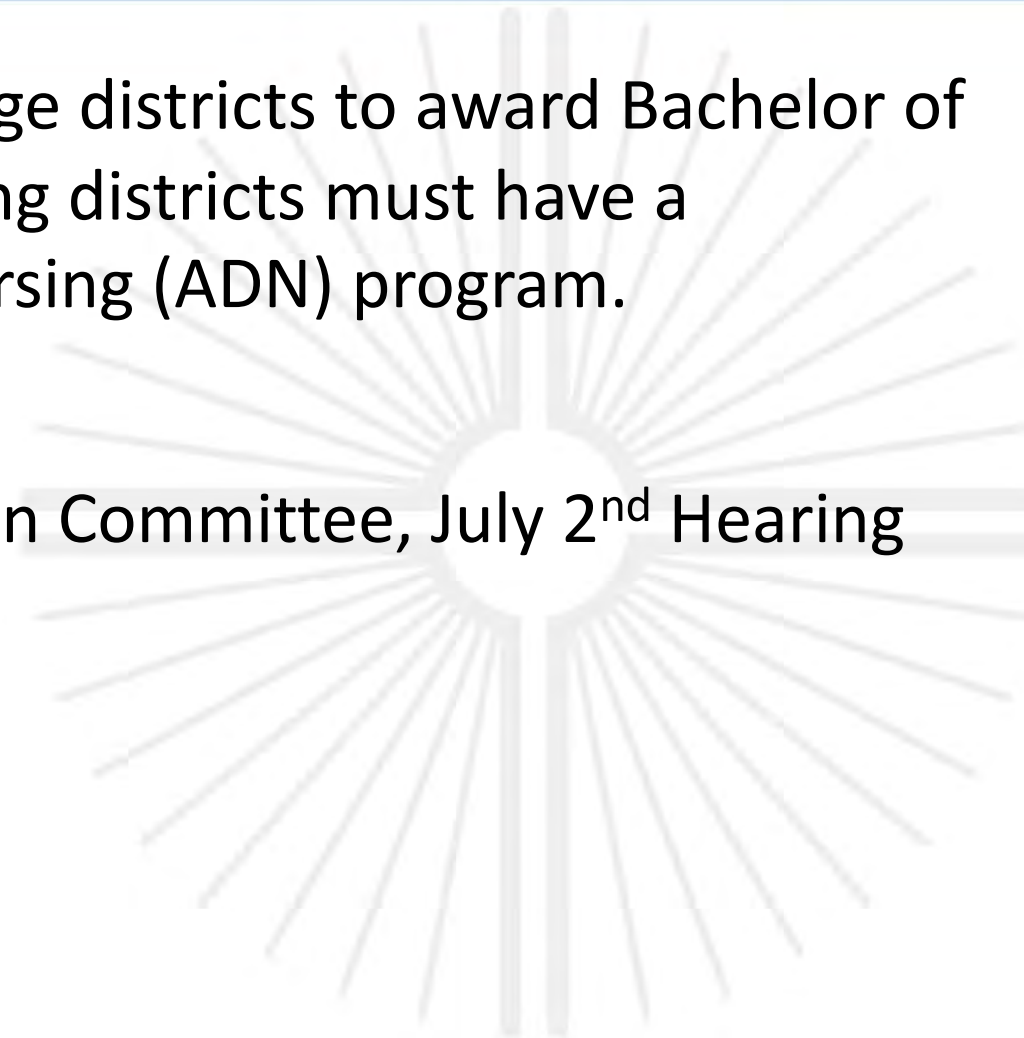 ge districts to award Bachelor of
ng districts must have a
rsing (ADN) program.
n Committee, July 2nd Hearing